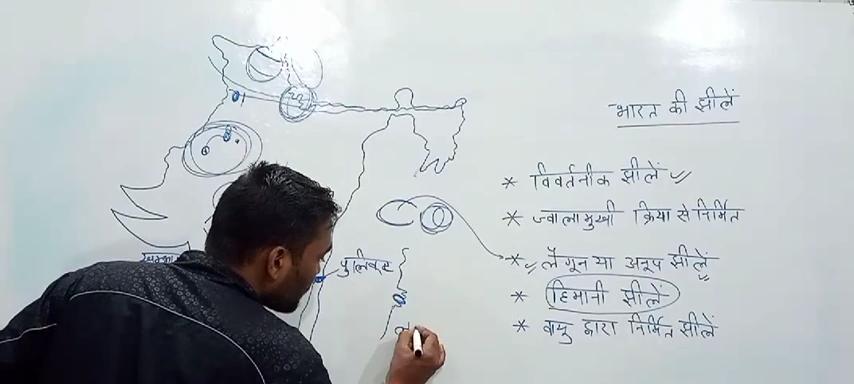 भारत की झीलें
* विवर्तनीक झीलें
* ज्वालामुखी क्रिया से निर्मित
* लैगून या अनूप झीलें
* हिमानी झीलें
* वायु द्वारा निर्मित झीलें
पुलिकट